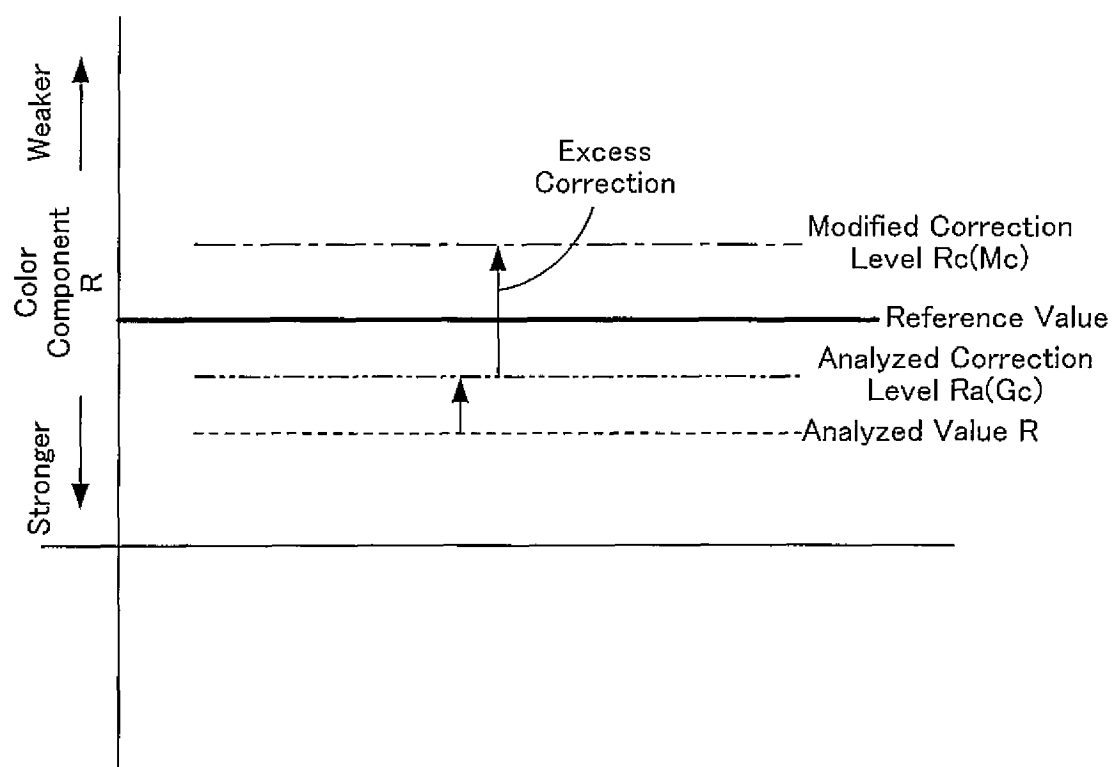 Weaker
Color
Component
R
Stronger
Excess
Correction
Modified Correction
Level Rc(Mc)
Reference Value
Analyzed Correction
Level Ra(Gc)
Analyzed Value R